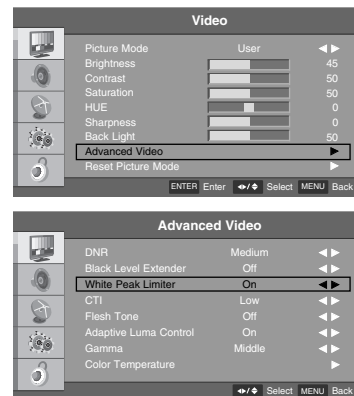 Video
Picture Mode User
Brightness 45
Contrast 50
Saturation 50
HUE 0
Sharpness 0
Back Light 50
Advanced Video
Reset Picture Mode
ENTER Enter Select MENU Back
Advanced Video
DNR Medium
Black Level Extender Off
White Peak Limiter On
CTI Low
Flesh Tone Off
Adaptive Luma Control On
Gamma Middle
Color Temperature
Select MENU Back